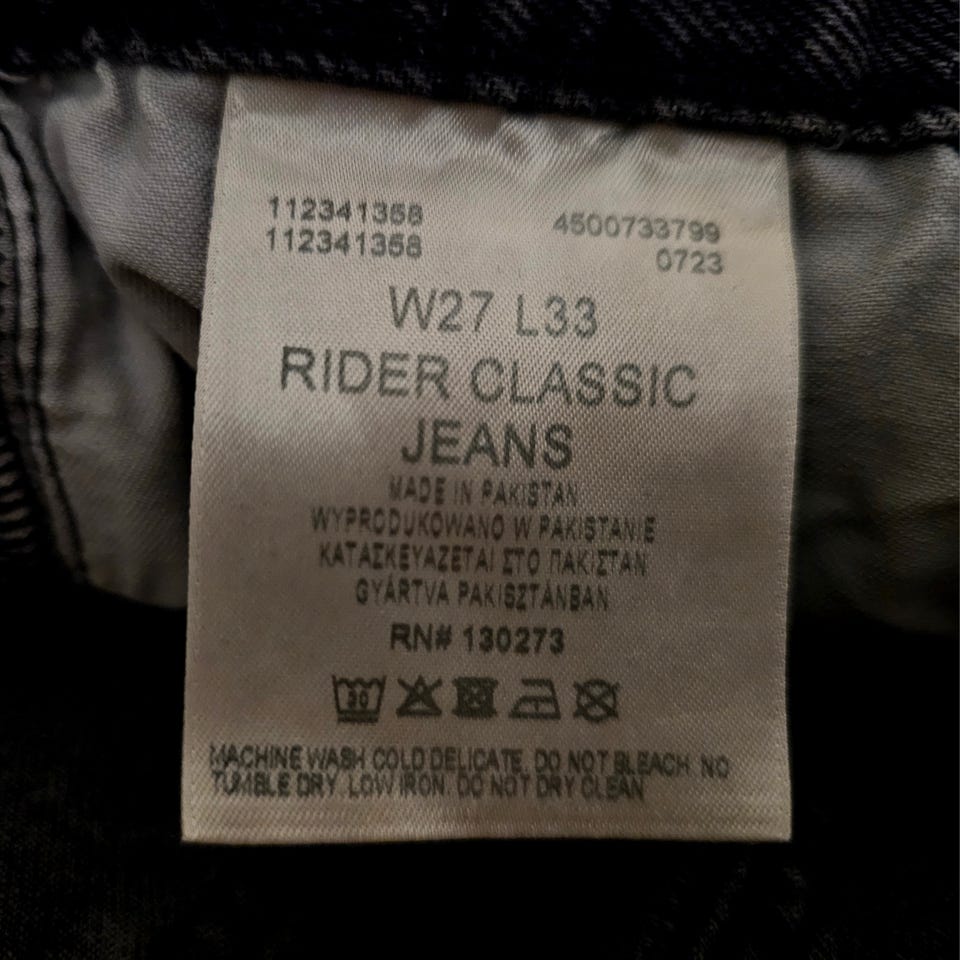 112341358
4500733799
112341358
0723
W27 L33
RIDER CLASSIC
JEANS
MADE IN PAKISTAN
WYPRODUKOWANO W PAKISTANIE
ΚΑΤΑΣΚΕΥΑΖΕΤΑΙ ΣΤΟ ΠΑΚΙΣΤΑΝ
GYÁRTVA PAKISZTÁNBAN
RN# 130273
30
MACHINE WASH COLD DELICATE. DO NOT BLEACH. NO
TUMBLE DRY. LOW IRON. DO NOT DRY CLEAN